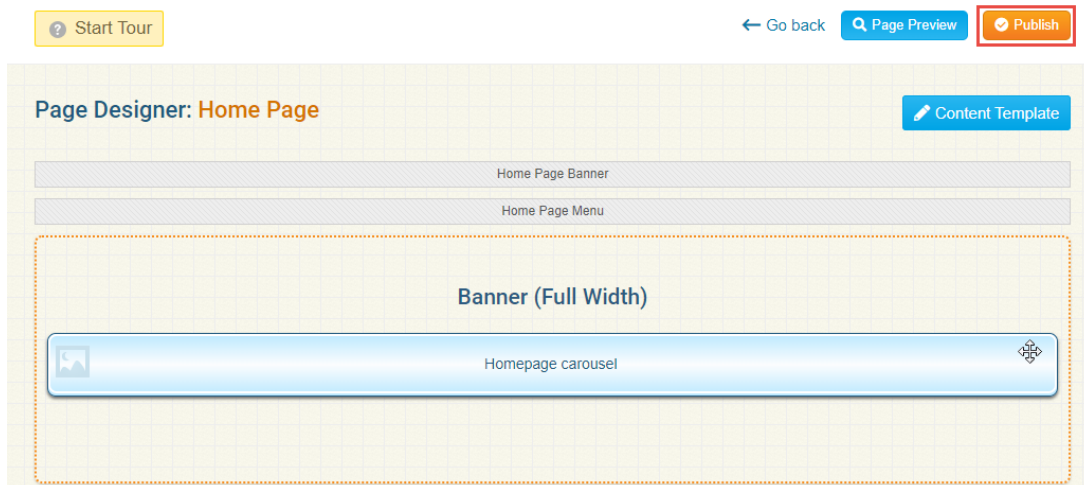 Start Tour
Go back
Page Preview
Publish
Page Designer: Home Page
Content Template
Home Page Banner
Home Page Menu
Banner (Full Width)
Homepage carousel